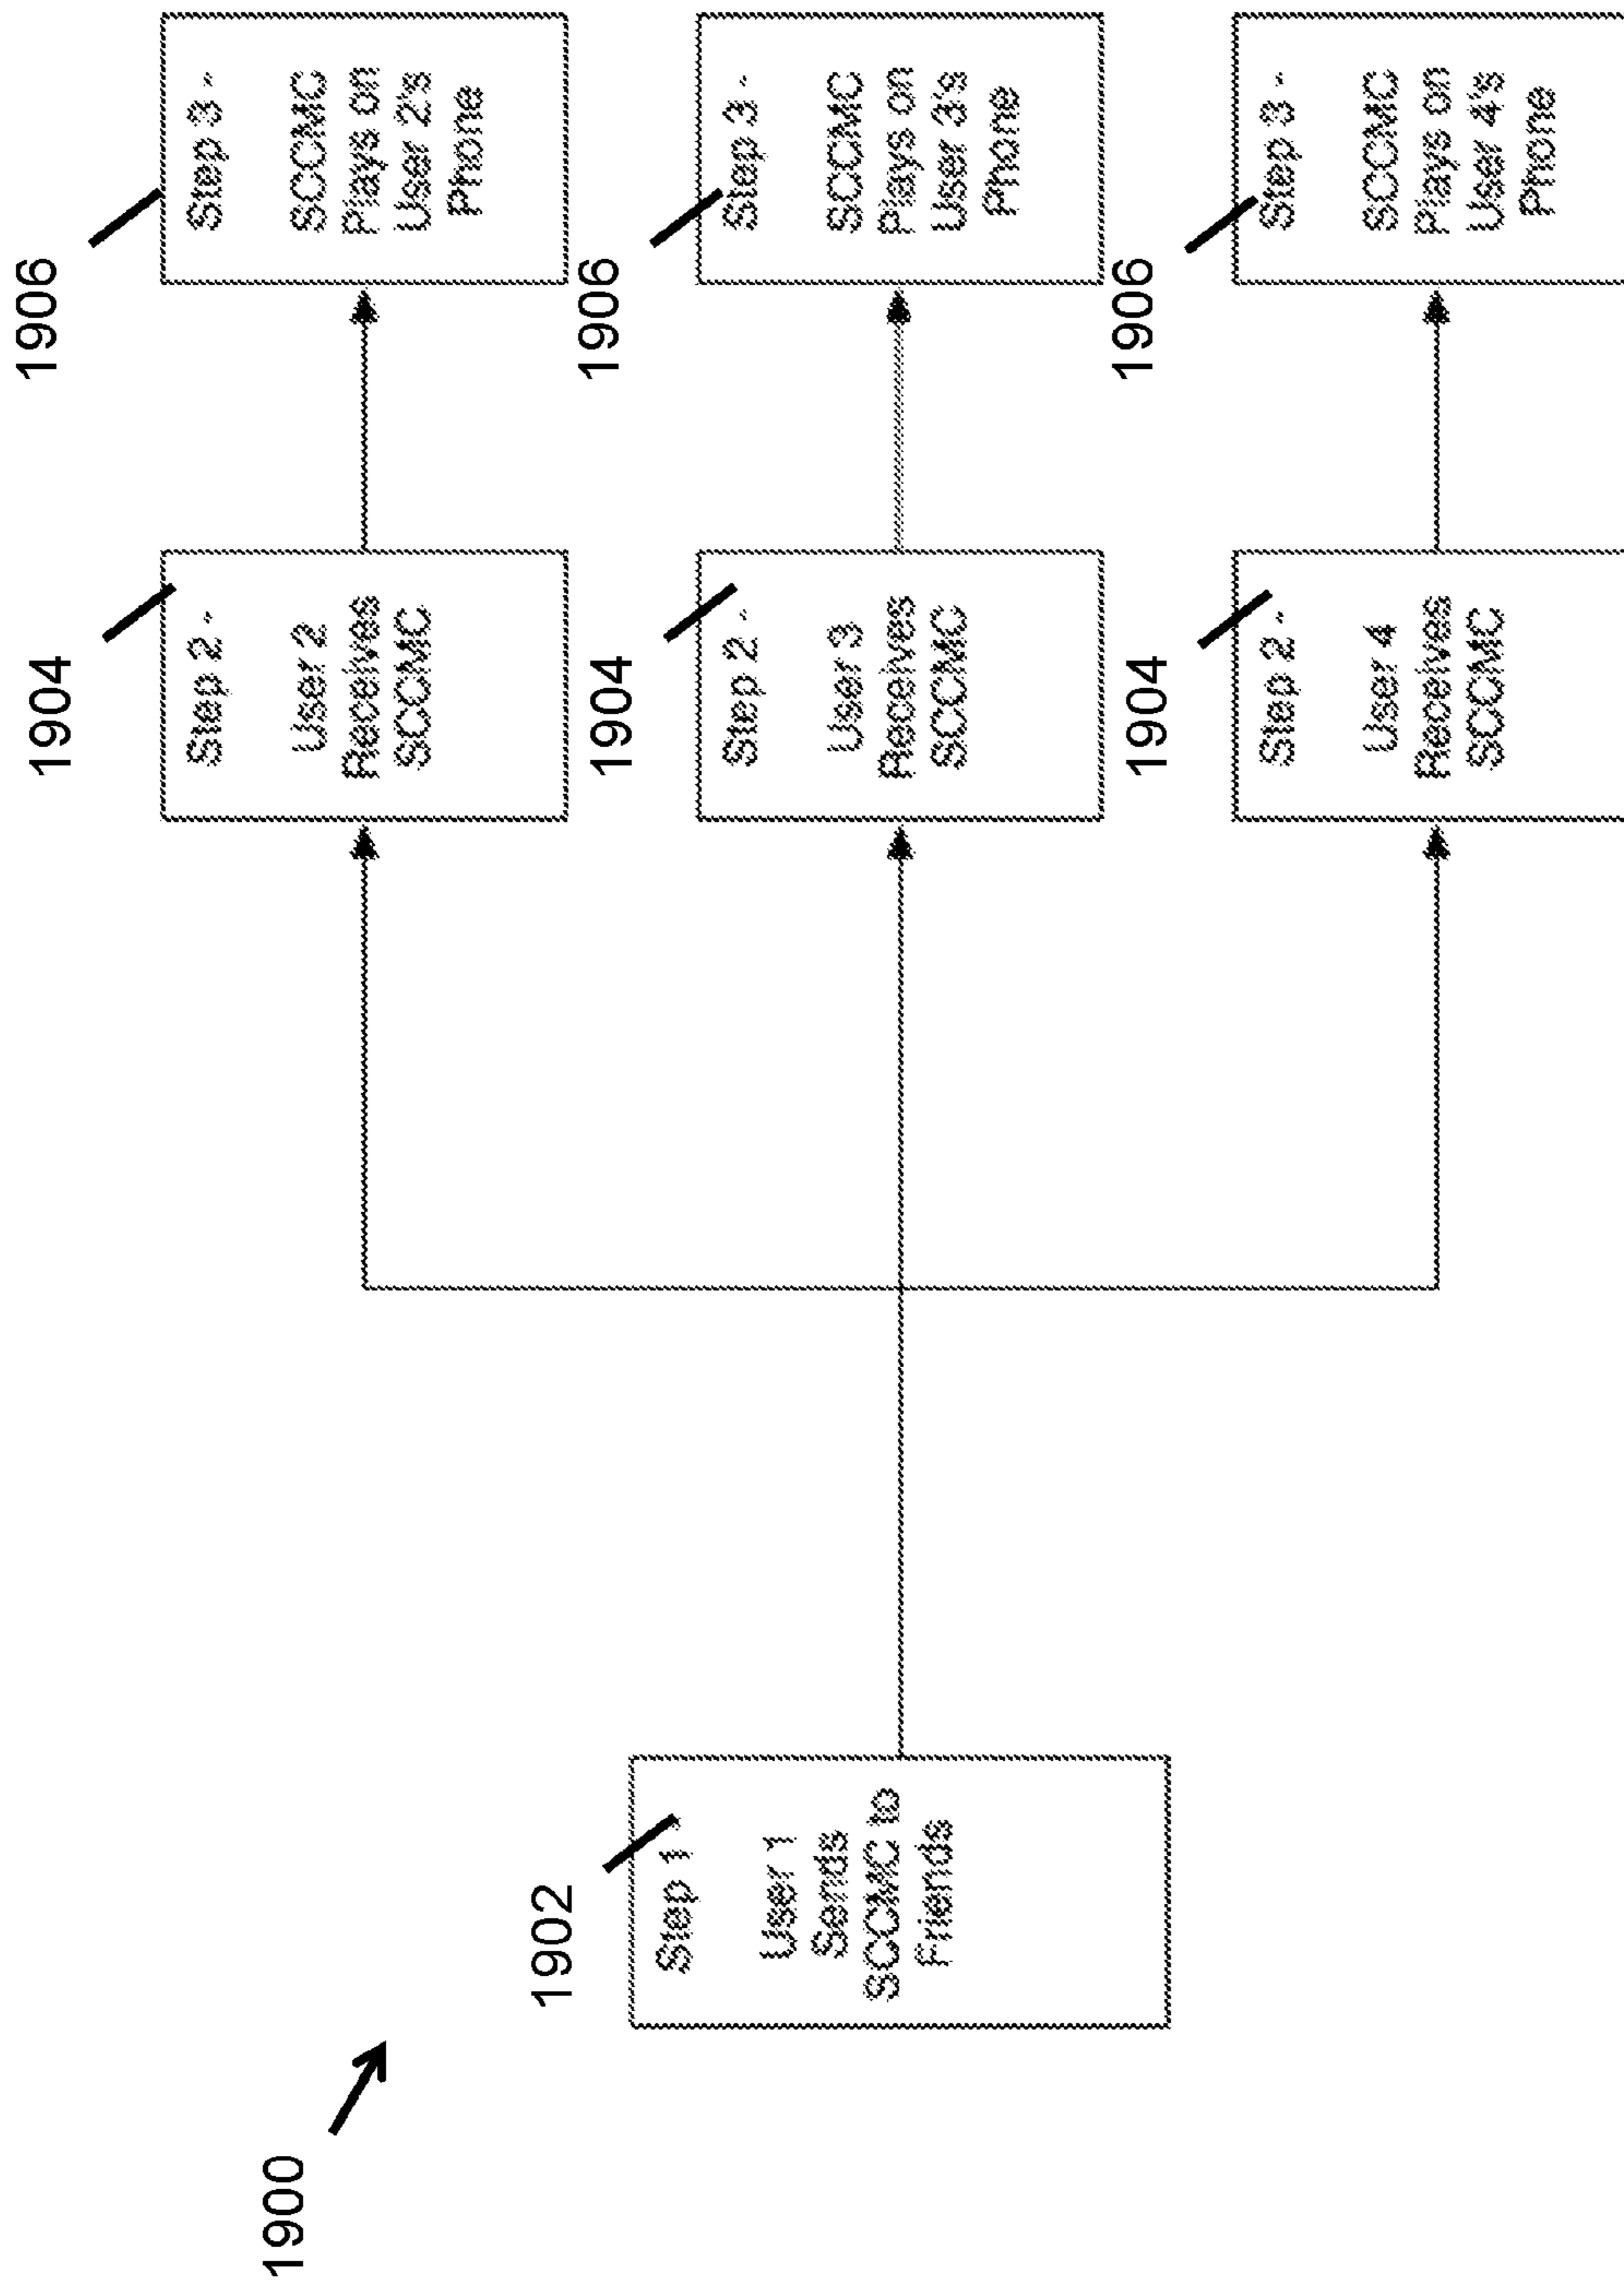 1900
1902
Step 1
User 1
Sends
SCCMC to
Friends
1904
Step 2 -
User 2
Receives
SCCMC
1906
Step 3 -
SCCMC
Plays on
User 2's
Phone
1904
Step 2 -
User 3
Receives
SCCMC
1906
Step 3 -
SCCMC
Plays on
User 3's
Phone
1904
Step 2 -
User 4
Receives
SCCMC
1906
Step 3 -
SCCMC
Plays on
User 4's
Phone